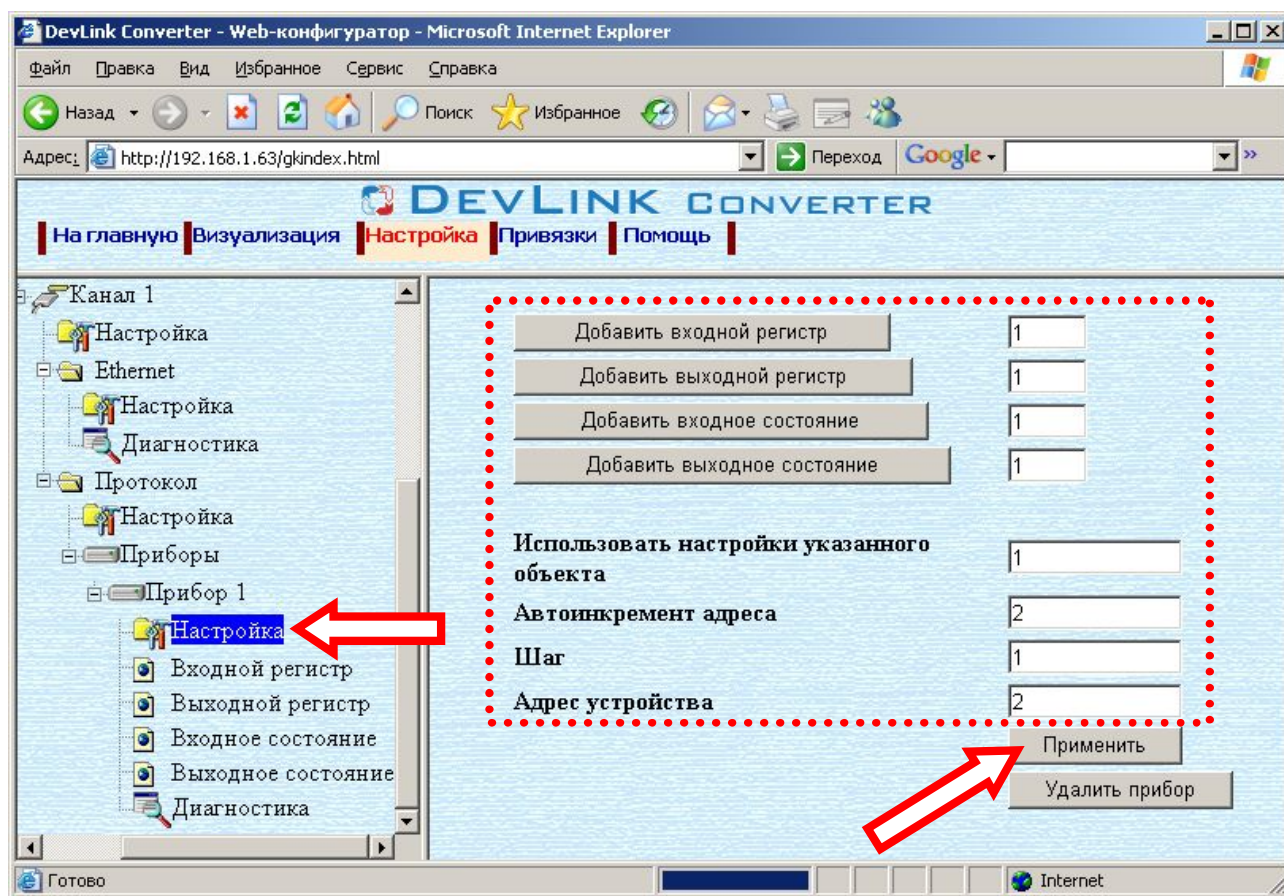 DevLink Converter - Web-конфигуратор - Microsoft Internet Explorer
Файл Правка Вид Избранное Сервис Справка
Назад Поиск Избранное
Адрес: http://192.168.1.63/gkindex.html Переход Google
DEVLINK CONVERTER
На главную Визуализация Настройка Привязки Помощь
Канал 1
Настройка
Ethernet
Настройка
Диагностика
Протокол
Настройка
Приборы
Прибор 1
Настройка
Входной регистр
Выходной регистр
Входное состояние
Выходное состояние
Диагностика
Добавить входной регистр 1
Добавить выходной регистр 1
Добавить входное состояние 1
Добавить выходное состояние 1
Использовать настройки указанного
объекта 1
Автоинкремент адреса 2
Шаг 1
Адрес устройства 2
Применить
Удалить прибор
Готово Internet